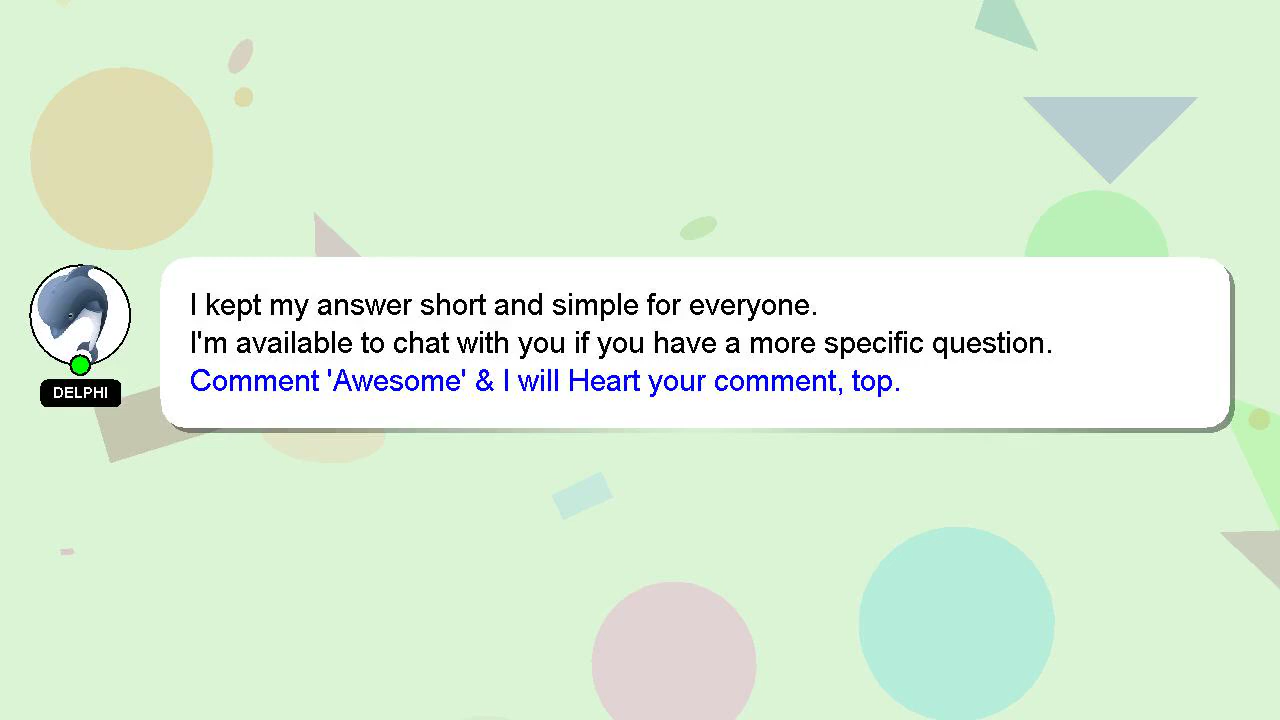 I kept my answer short and simple for everyone.
I'm available to chat with you if you have a more specific question.
Comment 'Awesome' & I will Heart your comment, top.
DELPHI